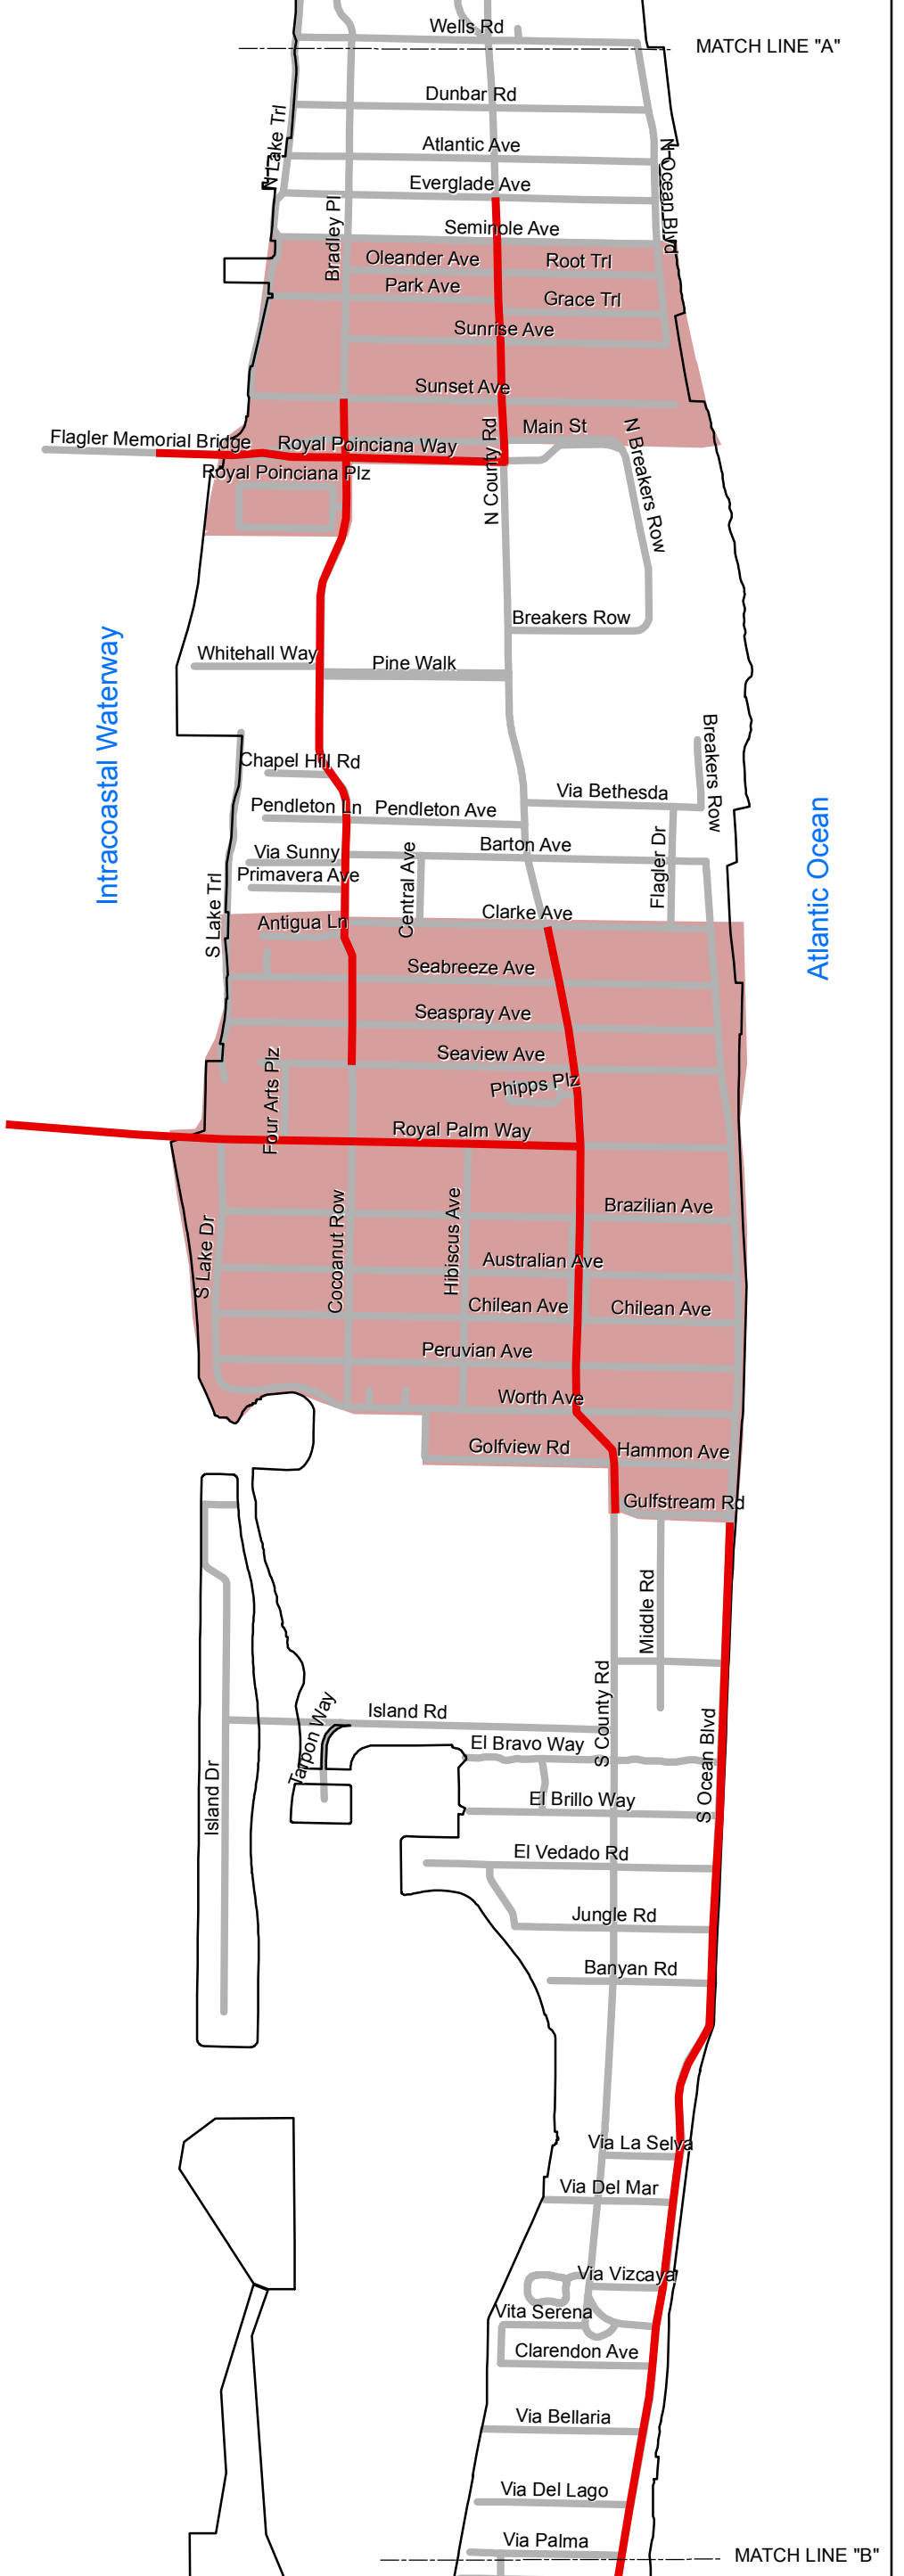 Wells Rd
MATCH LINE "A"
Dunbar Rd
N Lake Trl
Atlantic Ave
N Ocean Blvd
Everglade Ave
Bradley Pl
Seminole Ave
Oleander Ave
Root Trl
Park Ave
Grace Trl
Sunrise Ave
Sunset Ave
Main St
N Breakers Row
Flagler Memorial Bridge
Royal Poinciana Way
N County Rd
Royal Poinciana Plz
Breakers Row
Whitehall Way
Pine Walk
Intracoastal Waterway
Breakers Row
Chapel Hill Rd
Via Bethesda
Pendleton Ln
Pendleton Ave
Atlantic Ocean
Flagler Dr
Barton Ave
Central Ave
Via Sunny
Primavera Ave
S Lake Trl
Clarke Ave
Antigua Ln
Seabreeze Ave
Seaspray Ave
Seaview Ave
Four Arts Plz
Phipps Plz
Royal Palm Way
Cocoanut Row
Hibiscus Ave
S Lake Dr
Brazilian Ave
Australian Ave
Chilean Ave
Chilean Ave
Peruvian Ave
Worth Ave
Golfview Rd
Hammon Ave
Gulfstream Rd
Middle Rd
S County Rd
Tarpon Way
Island Rd
S Ocean Blvd
El Bravo Way
Island Dr
El Brillo Way
El Vedado Rd
Jungle Rd
Banyan Rd
Via La Selva
Via Del Mar
Via Vizcaya
Vita Serena
Clarendon Ave
Via Bellaria
Via Del Lago
Via Palma
MATCH LINE "B"